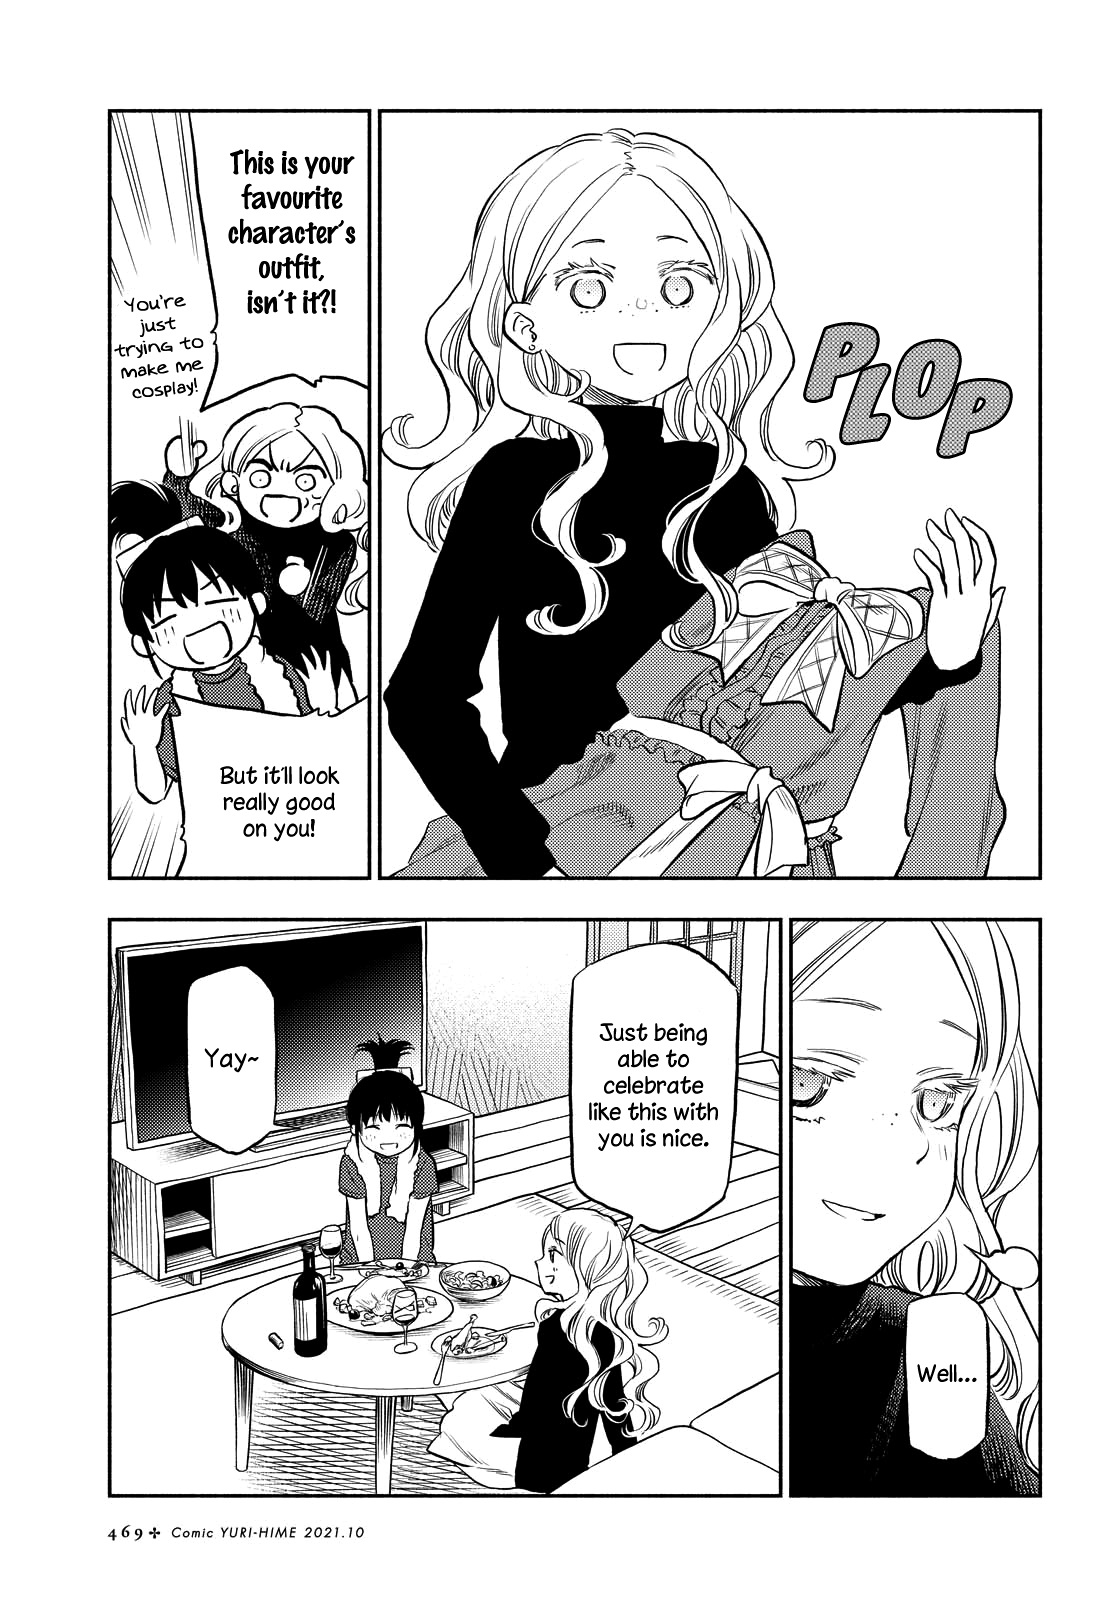 PLOP
This is your
favourite
character's
outfit,
isn't it?!
You're
just
trying to
make me
cosplay!
But it'll look
really good
on you!
Well...
Just being
able to
celebrate
like this with
you is nice.
Yay~
469✢ Comic YURI-HIME 2021.10